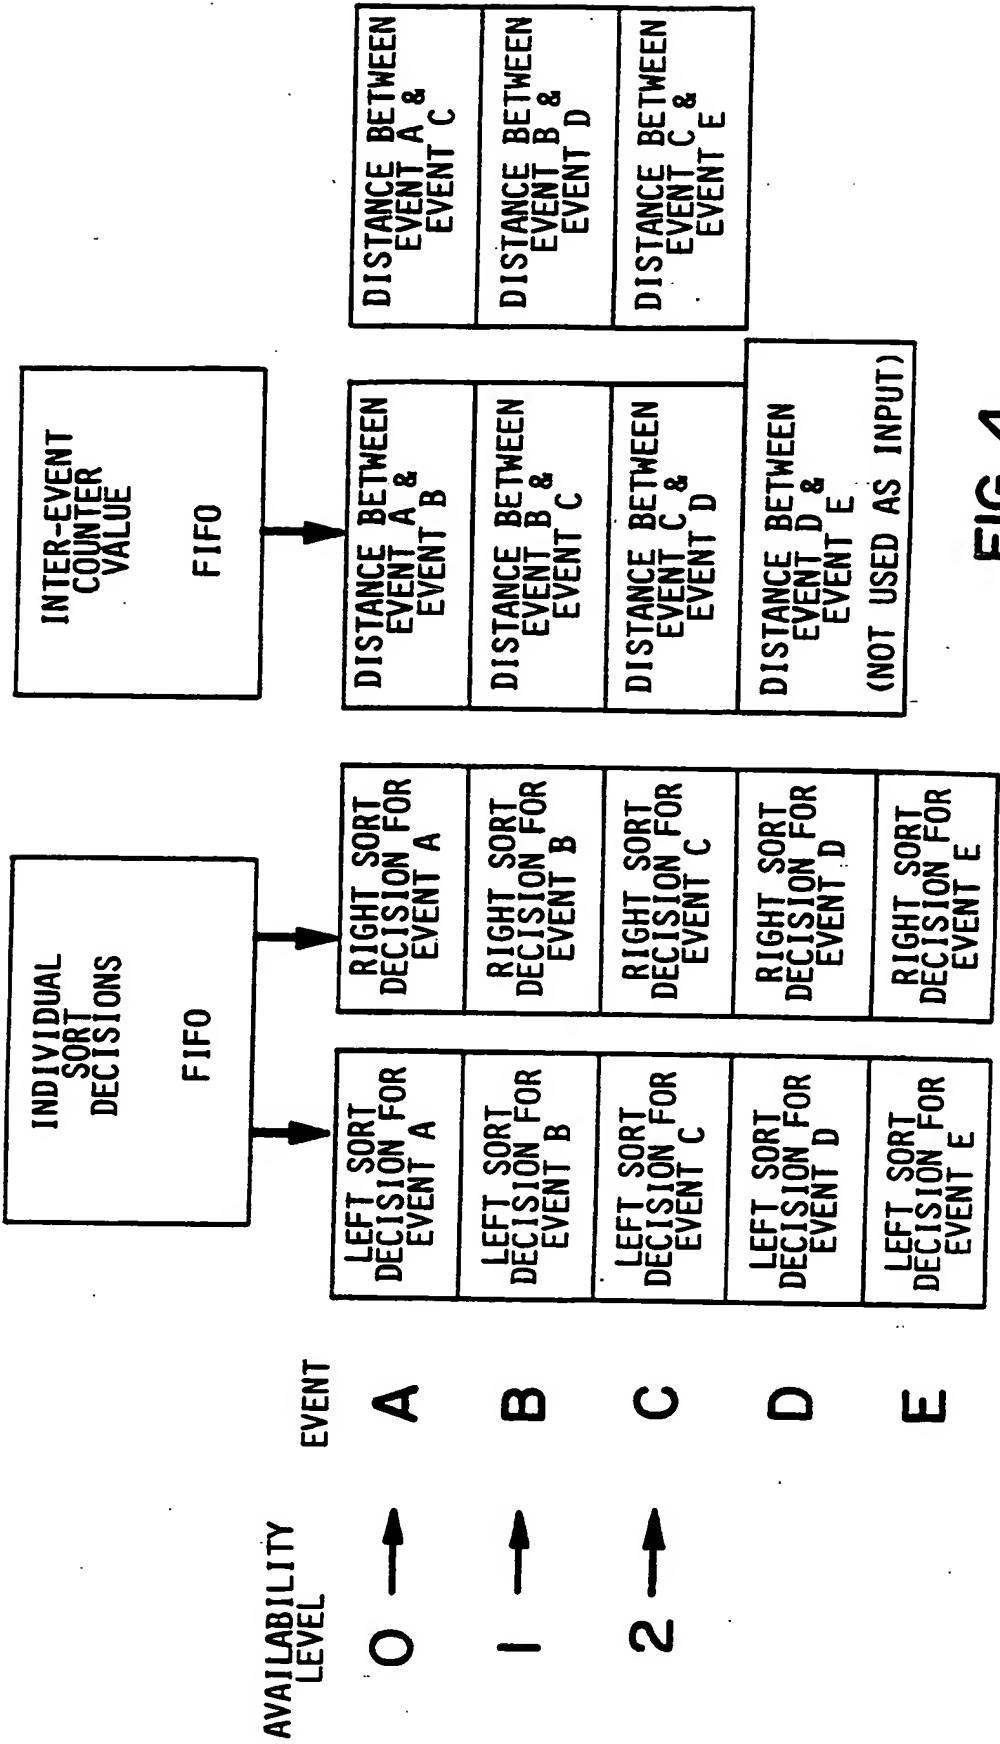 INDIVIDUAL
SORT
DECISIONS
FIFO
INTER-EVENT
COUNTER
VALUE
FIFO
AVAILABILITY
LEVEL
EVENT
0
A
LEFT SORT
DECISION FOR
EVENT A
RIGHT SORT
DECISION FOR
EVENT A
DISTANCE BETWEEN
EVENT A &
EVENT B
DISTANCE BETWEEN
EVENT A &
EVENT C
1
B
LEFT SORT
DECISION FOR
EVENT B
RIGHT SORT
DECISION FOR
EVENT B
DISTANCE BETWEEN
EVENT B &
EVENT C
DISTANCE BETWEEN
EVENT B &
EVENT D
2
C
LEFT SORT
DECISION FOR
EVENT C
RIGHT SORT
DECISION FOR
EVENT C
DISTANCE BETWEEN
EVENT C &
EVENT D
DISTANCE BETWEEN
EVENT C &
EVENT E
D
LEFT SORT
DECISION FOR
EVENT D
RIGHT SORT
DECISION FOR
EVENT D
DISTANCE BETWEEN
EVENT D &
EVENT E
(NOT USED AS INPUT)
E
LEFT SORT
DECISION FOR
EVENT E
RIGHT SORT
DECISION FOR
EVENT E
FIG 4